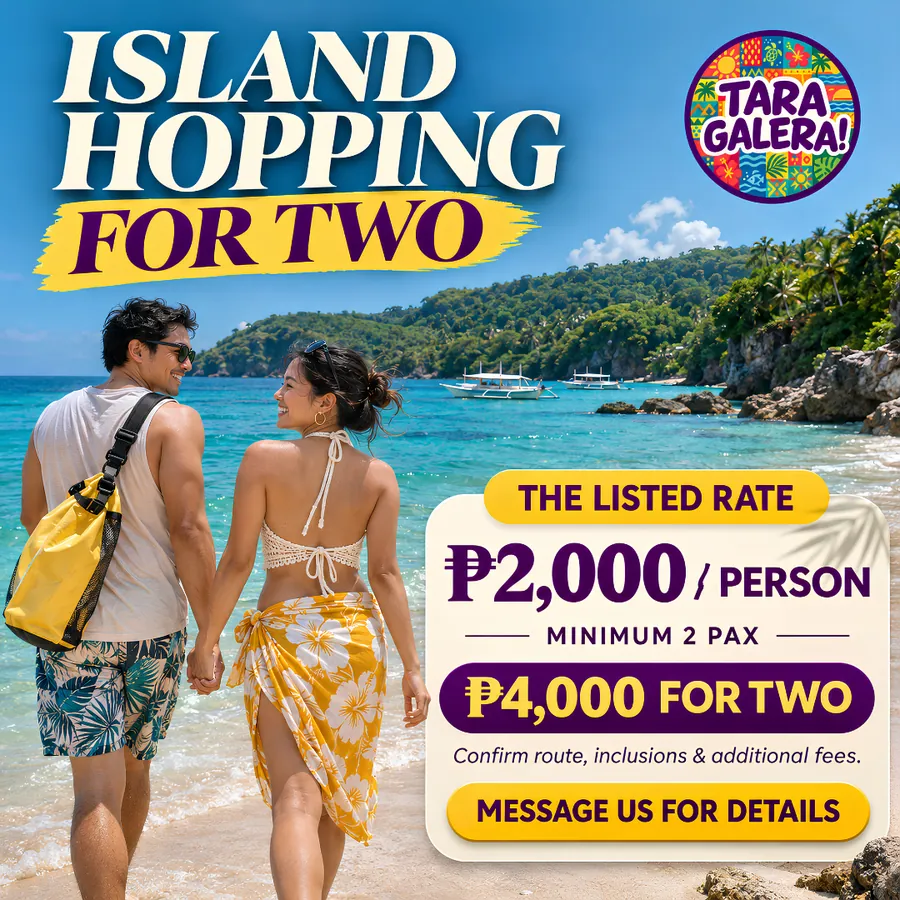 ISLAND
HOPPING
FOR TWO
TARA
GALERA!
THE LISTED RATE
₱2,000 / PERSON
MINIMUM 2 PAX
₱4,000 FOR TWO
Confirm route, inclusions & additional fees.
MESSAGE US FOR DETAILS